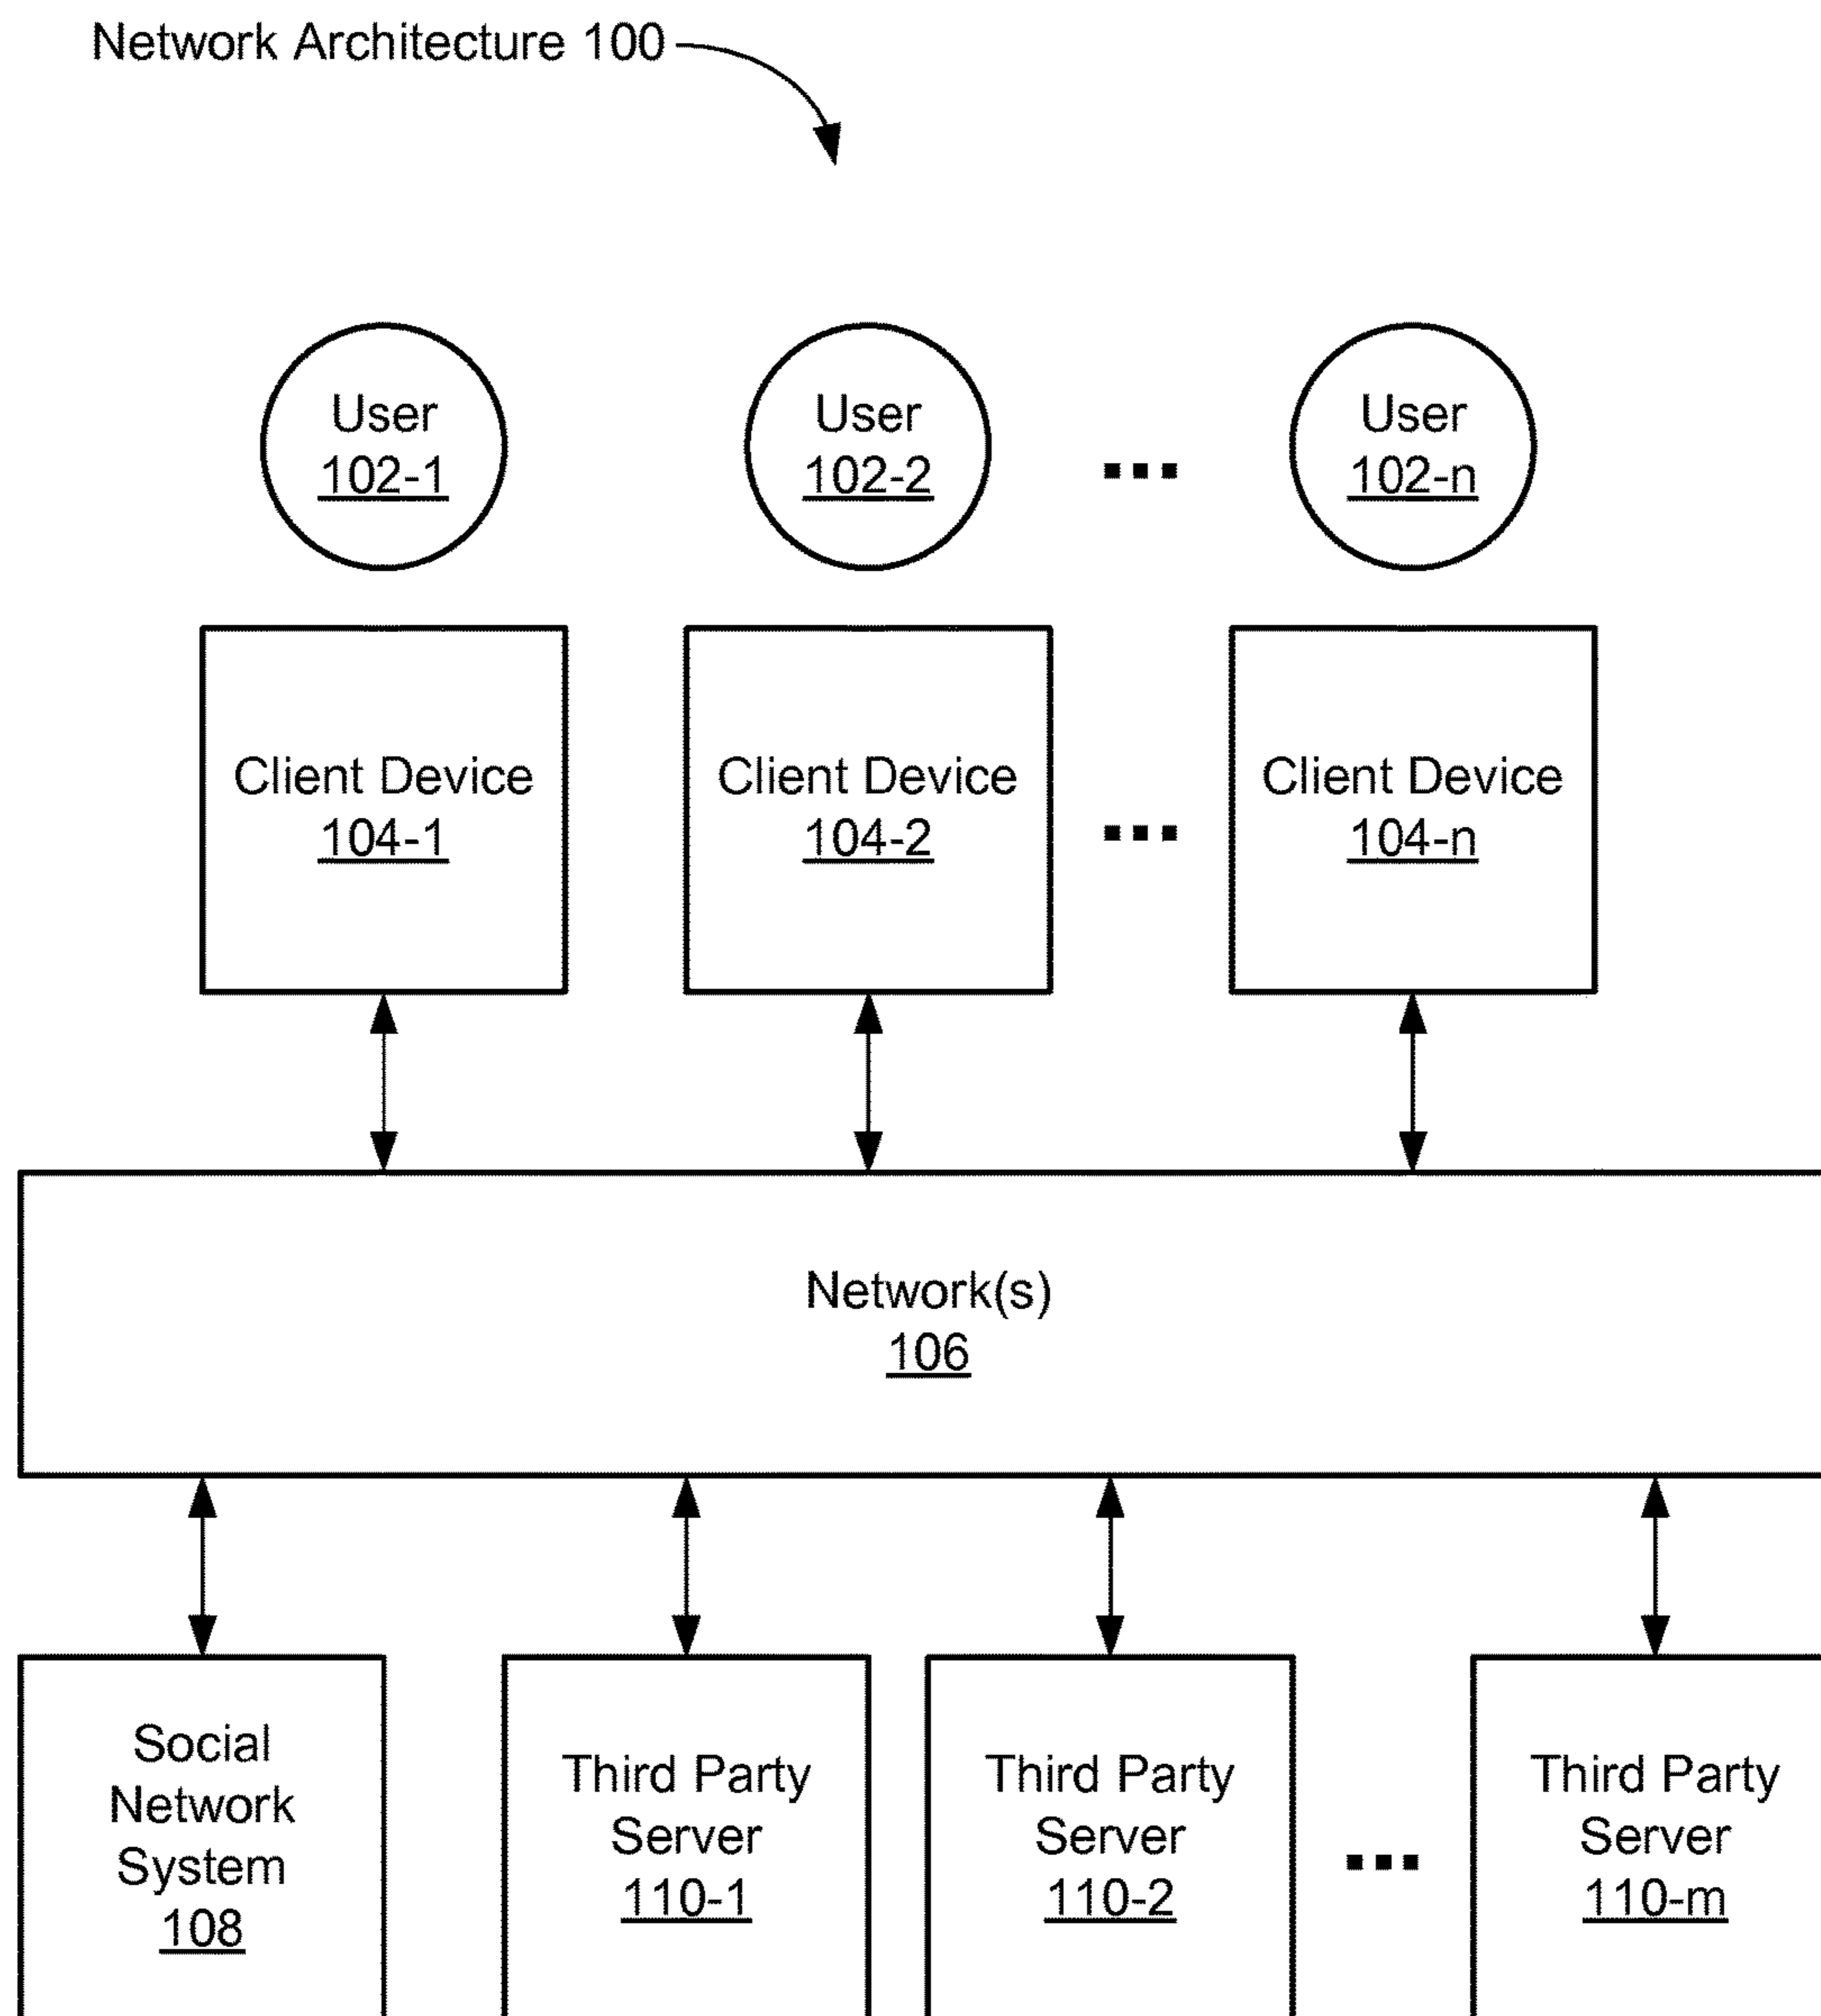 Network Architecture 100
User
102-1
User
102-2
...
User
102-n
Client Device
104-1
Client Device
104-2
...
Client Device
104-n
Network(s)
106
Social
Network
System
108
Third Party
Server
110-1
Third Party
Server
110-2
...
Third Party
Server
110-m